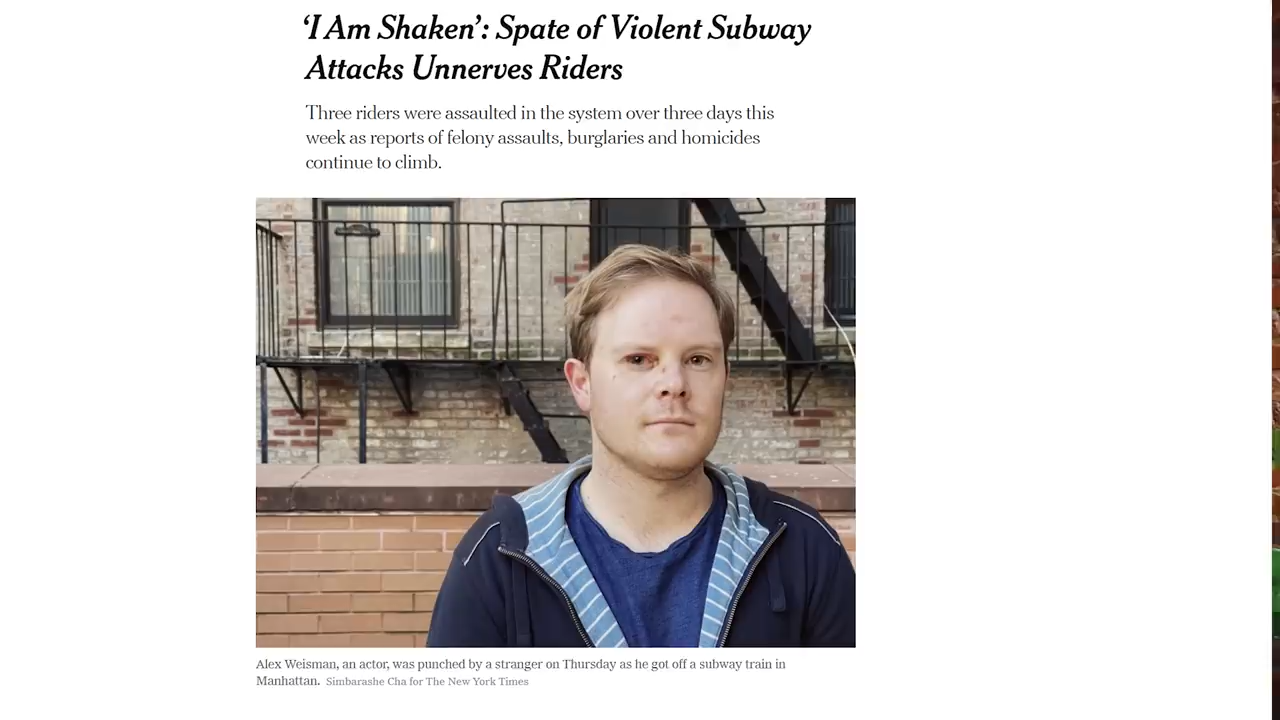 ‘I Am Shaken’: Spate of Violent Subway
Attacks Unnerves Riders
Three riders were assaulted in the system over three days this
week as reports of felony assaults, burglaries and homicides
continue to climb.
Alex Weisman, an actor, was punched by a stranger on Thursday as he got off a subway train in
Manhattan. Simbarashe Cha for The New York Times